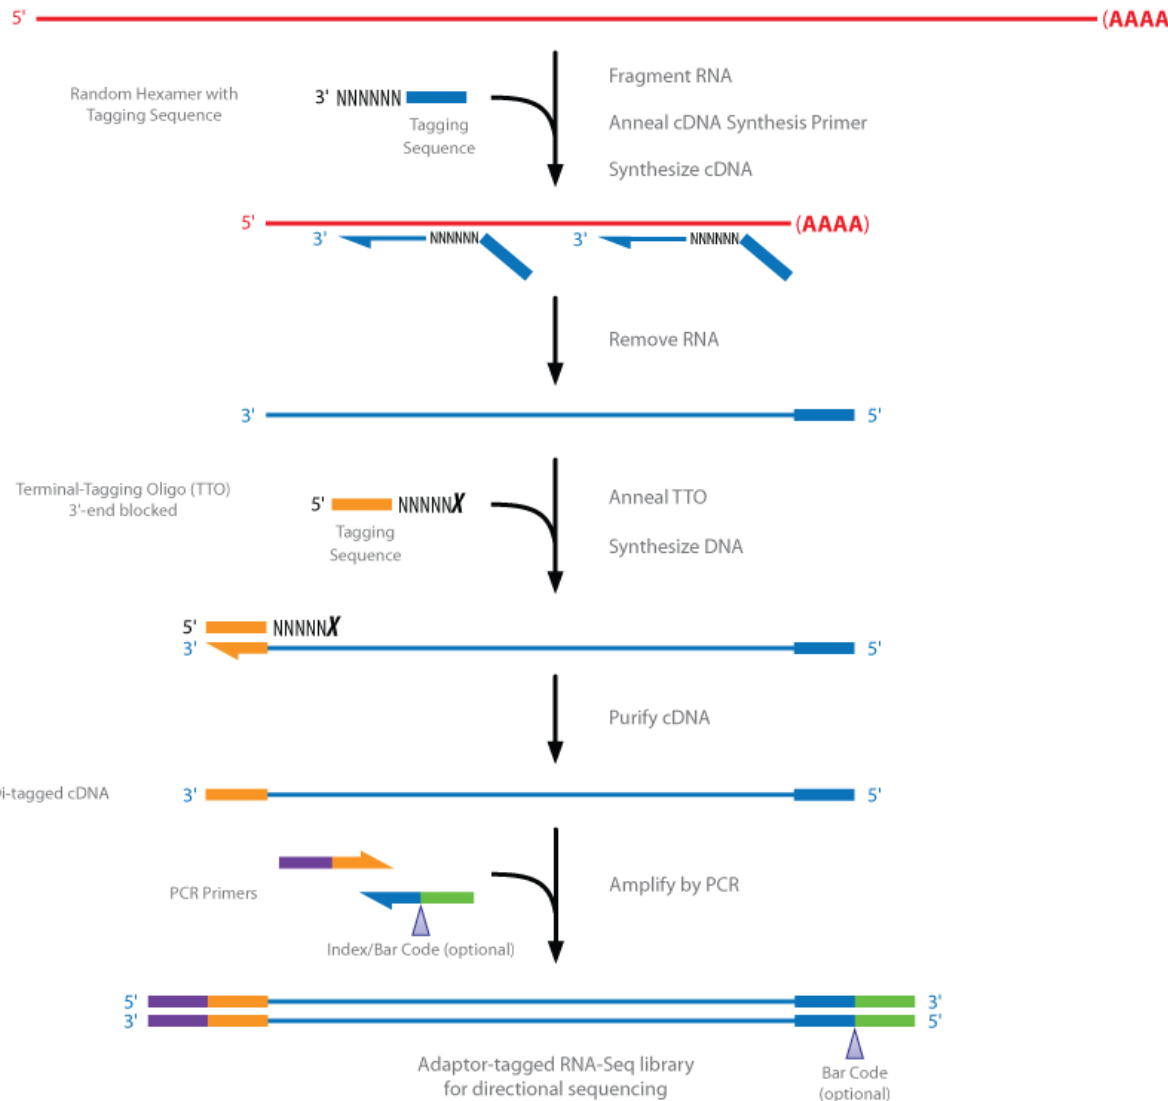 5' (AAAA
Fragment RNA
Random Hexamer with
Tagging Sequence
3' NNNNNN
Tagging
Sequence
Anneal cDNA Synthesis Primer
Synthesize cDNA
5' (AAAA)
3' NNNNNN 3' NNNNNN
Remove RNA
3' 5'
Terminal-Tagging Oligo (TTO)
3'-end blocked
5' NNNNNX
Tagging
Sequence
Anneal TTO
Synthesize DNA
5' NNNNNX
3' 5'
Purify cDNA
Di-tagged cDNA 3' 5'
PCR Primers
Index/Bar Code (optional)
Amplify by PCR
5' 3'
3' 5'
Adaptor-tagged RNA-Seq library
for directional sequencing
Bar Code
(optional)